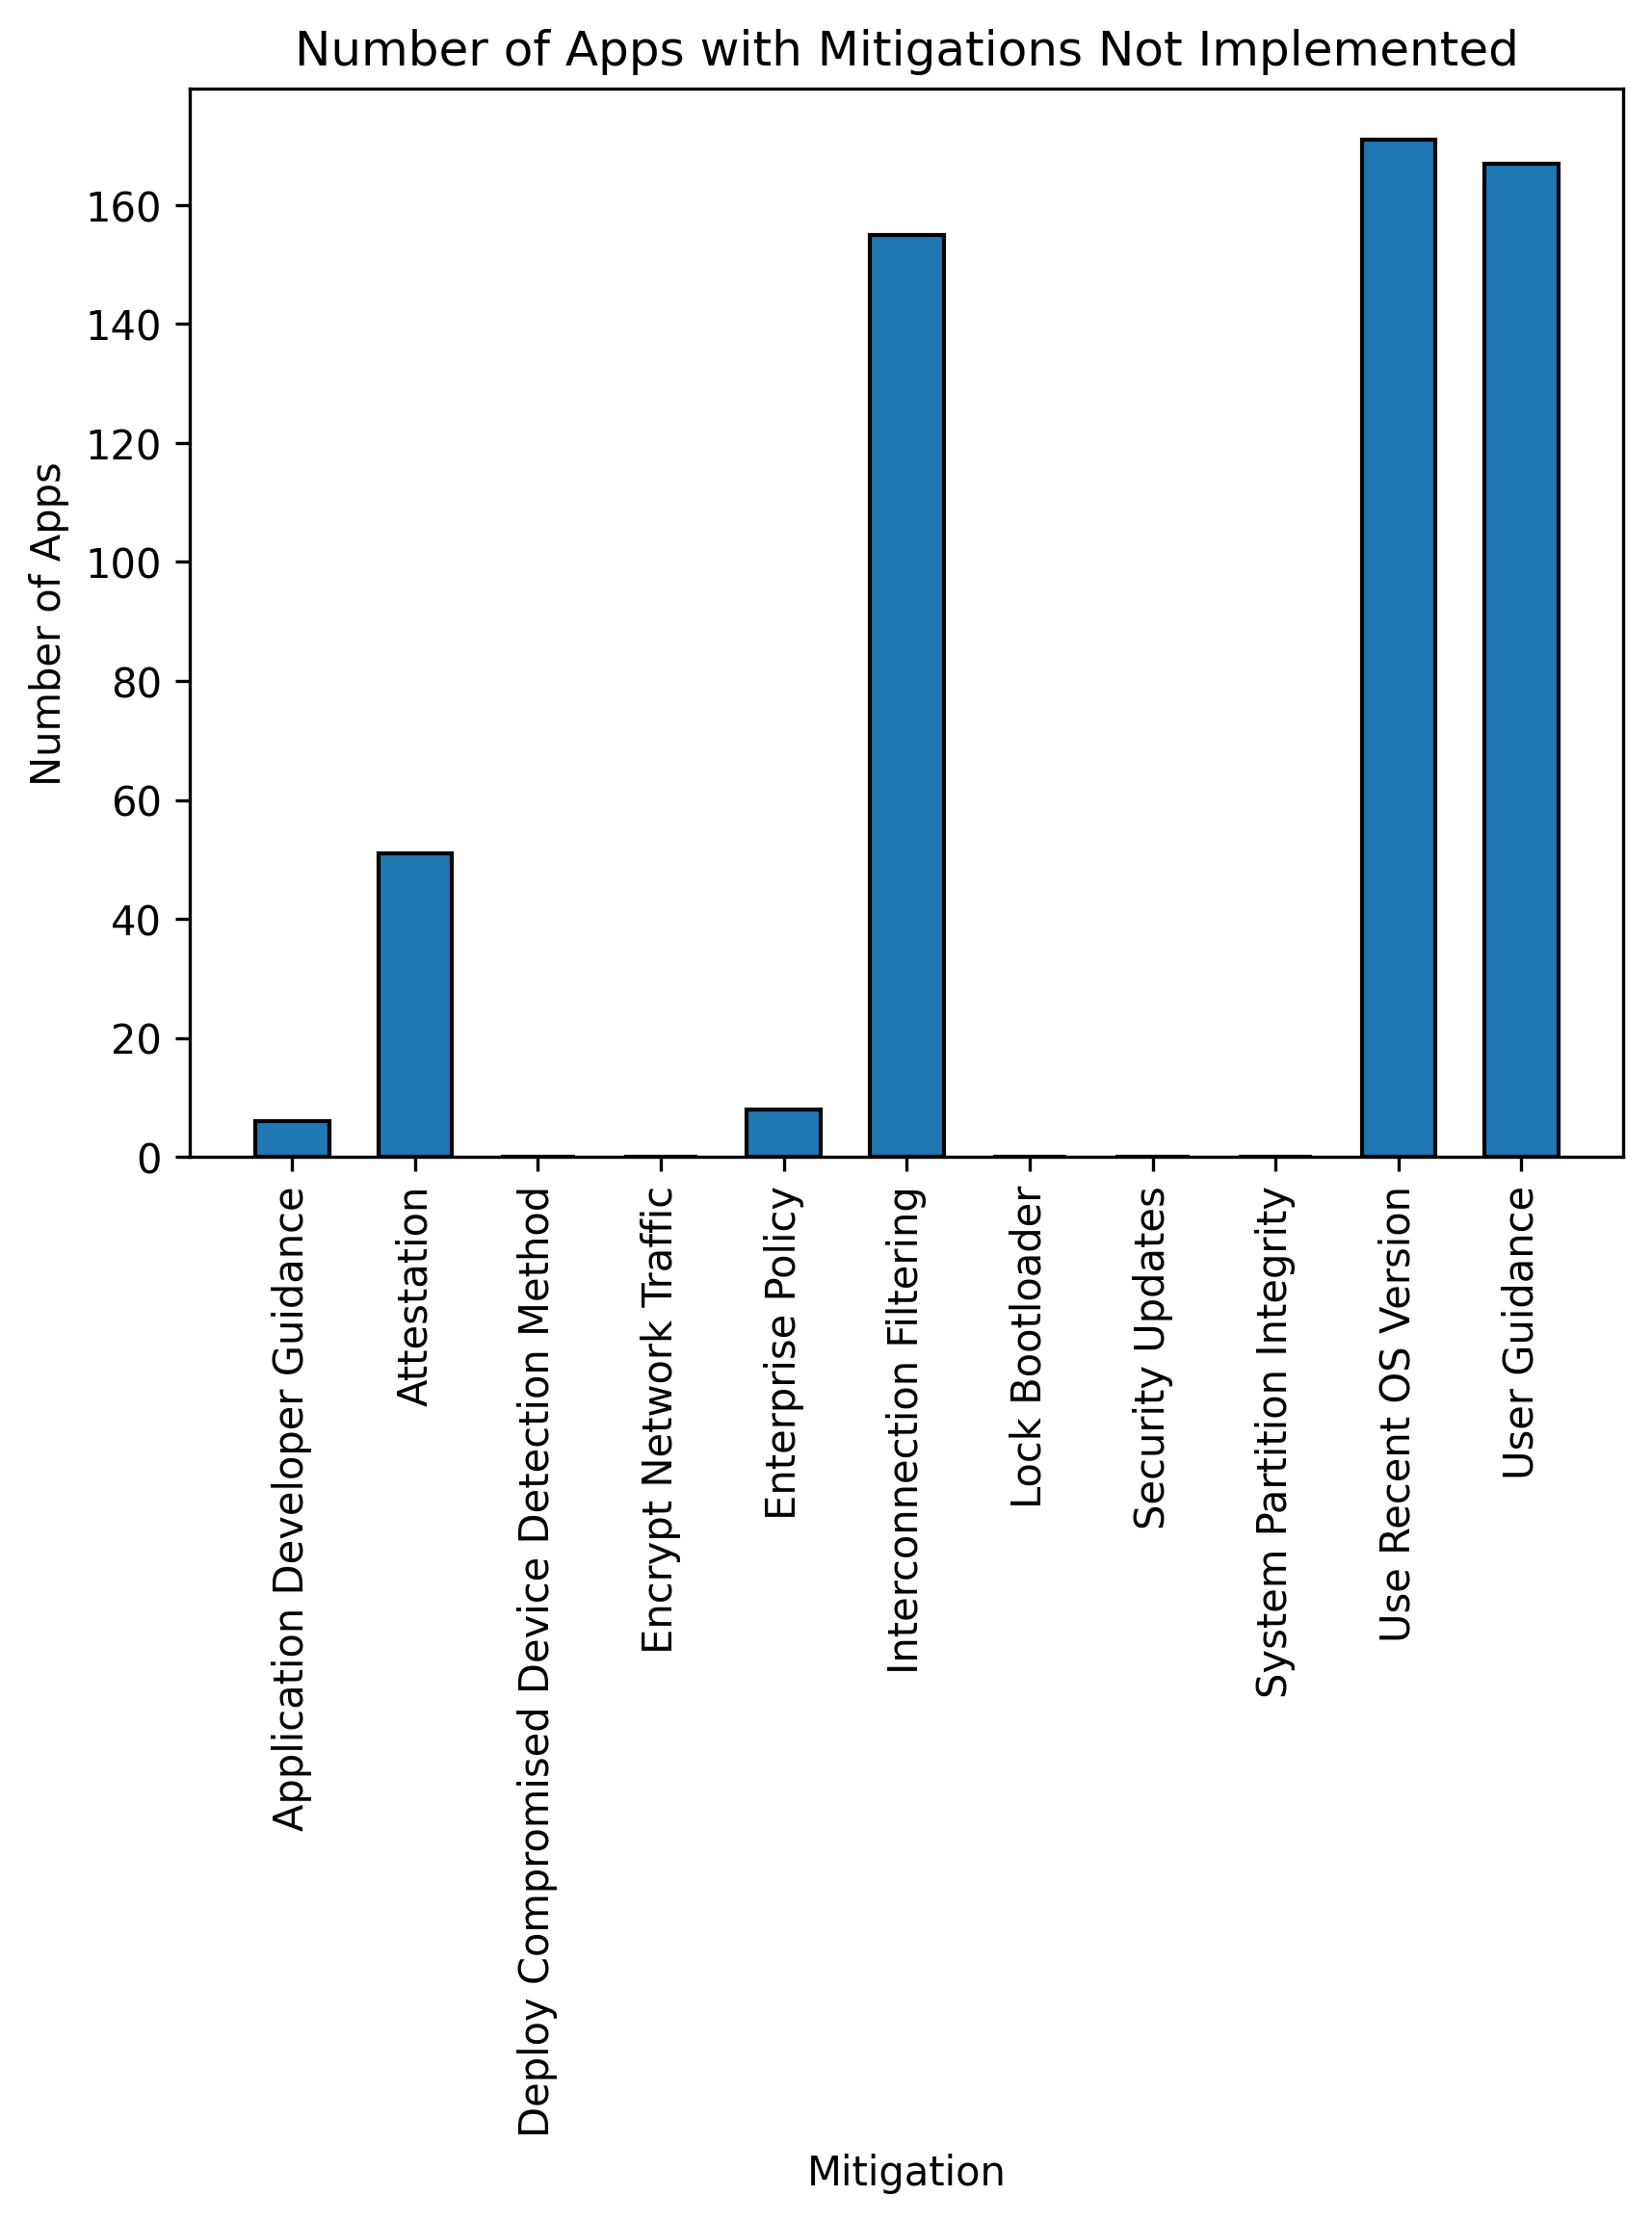 Number of Apps with Mitigations Not Implemented
Number of Apps
160
140
120
100
80
60
40
20
0
Application Developer Guidance
Attestation
Deploy Compromised Device Detection Method
Encrypt Network Traffic
Enterprise Policy
Interconnection Filtering
Lock Bootloader
Security Updates
System Partition Integrity
Use Recent OS Version
User Guidance
Mitigation